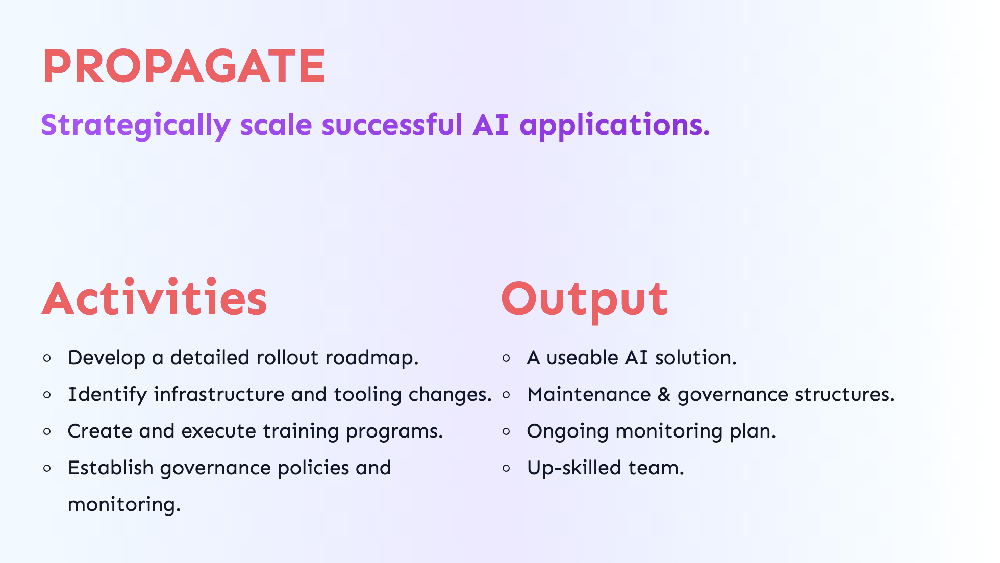 PROPAGATE
Strategically scale successful AI applications.
Activities
Develop a detailed rollout roadmap.
Identify infrastructure and tooling changes.
Create and execute training programs.
Establish governance policies and
monitoring.
Output
A useable AI solution.
Maintenance & governance structures.
Ongoing monitoring plan.
Up-skilled team.